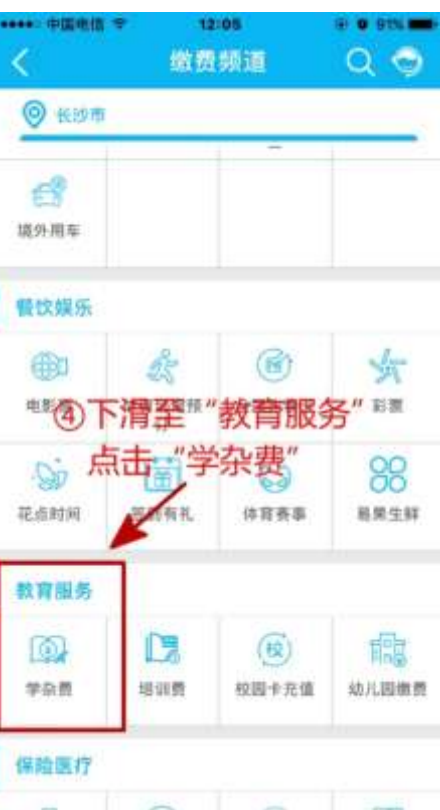 中国电信 12:05 91%
缴费频道
长沙市
境外用车
餐饮娱乐
彩票
④下滑至“教育服务”
点击“学杂费”
花点时间 有礼 体育赛事 易果生鲜
教育服务
学杂费 培训费 校园卡充值 幼儿园缴费
保险医疗